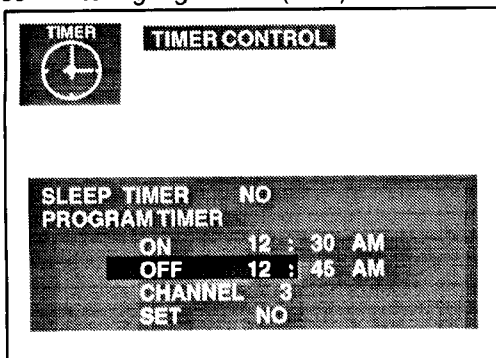 TIMER
TIMER CONTROL
SLEEP TIMER NO
PROGRAM TIMER
ON 12 : 30 AM
OFF 12 : 45 AM
CHANNEL 3
SET NO